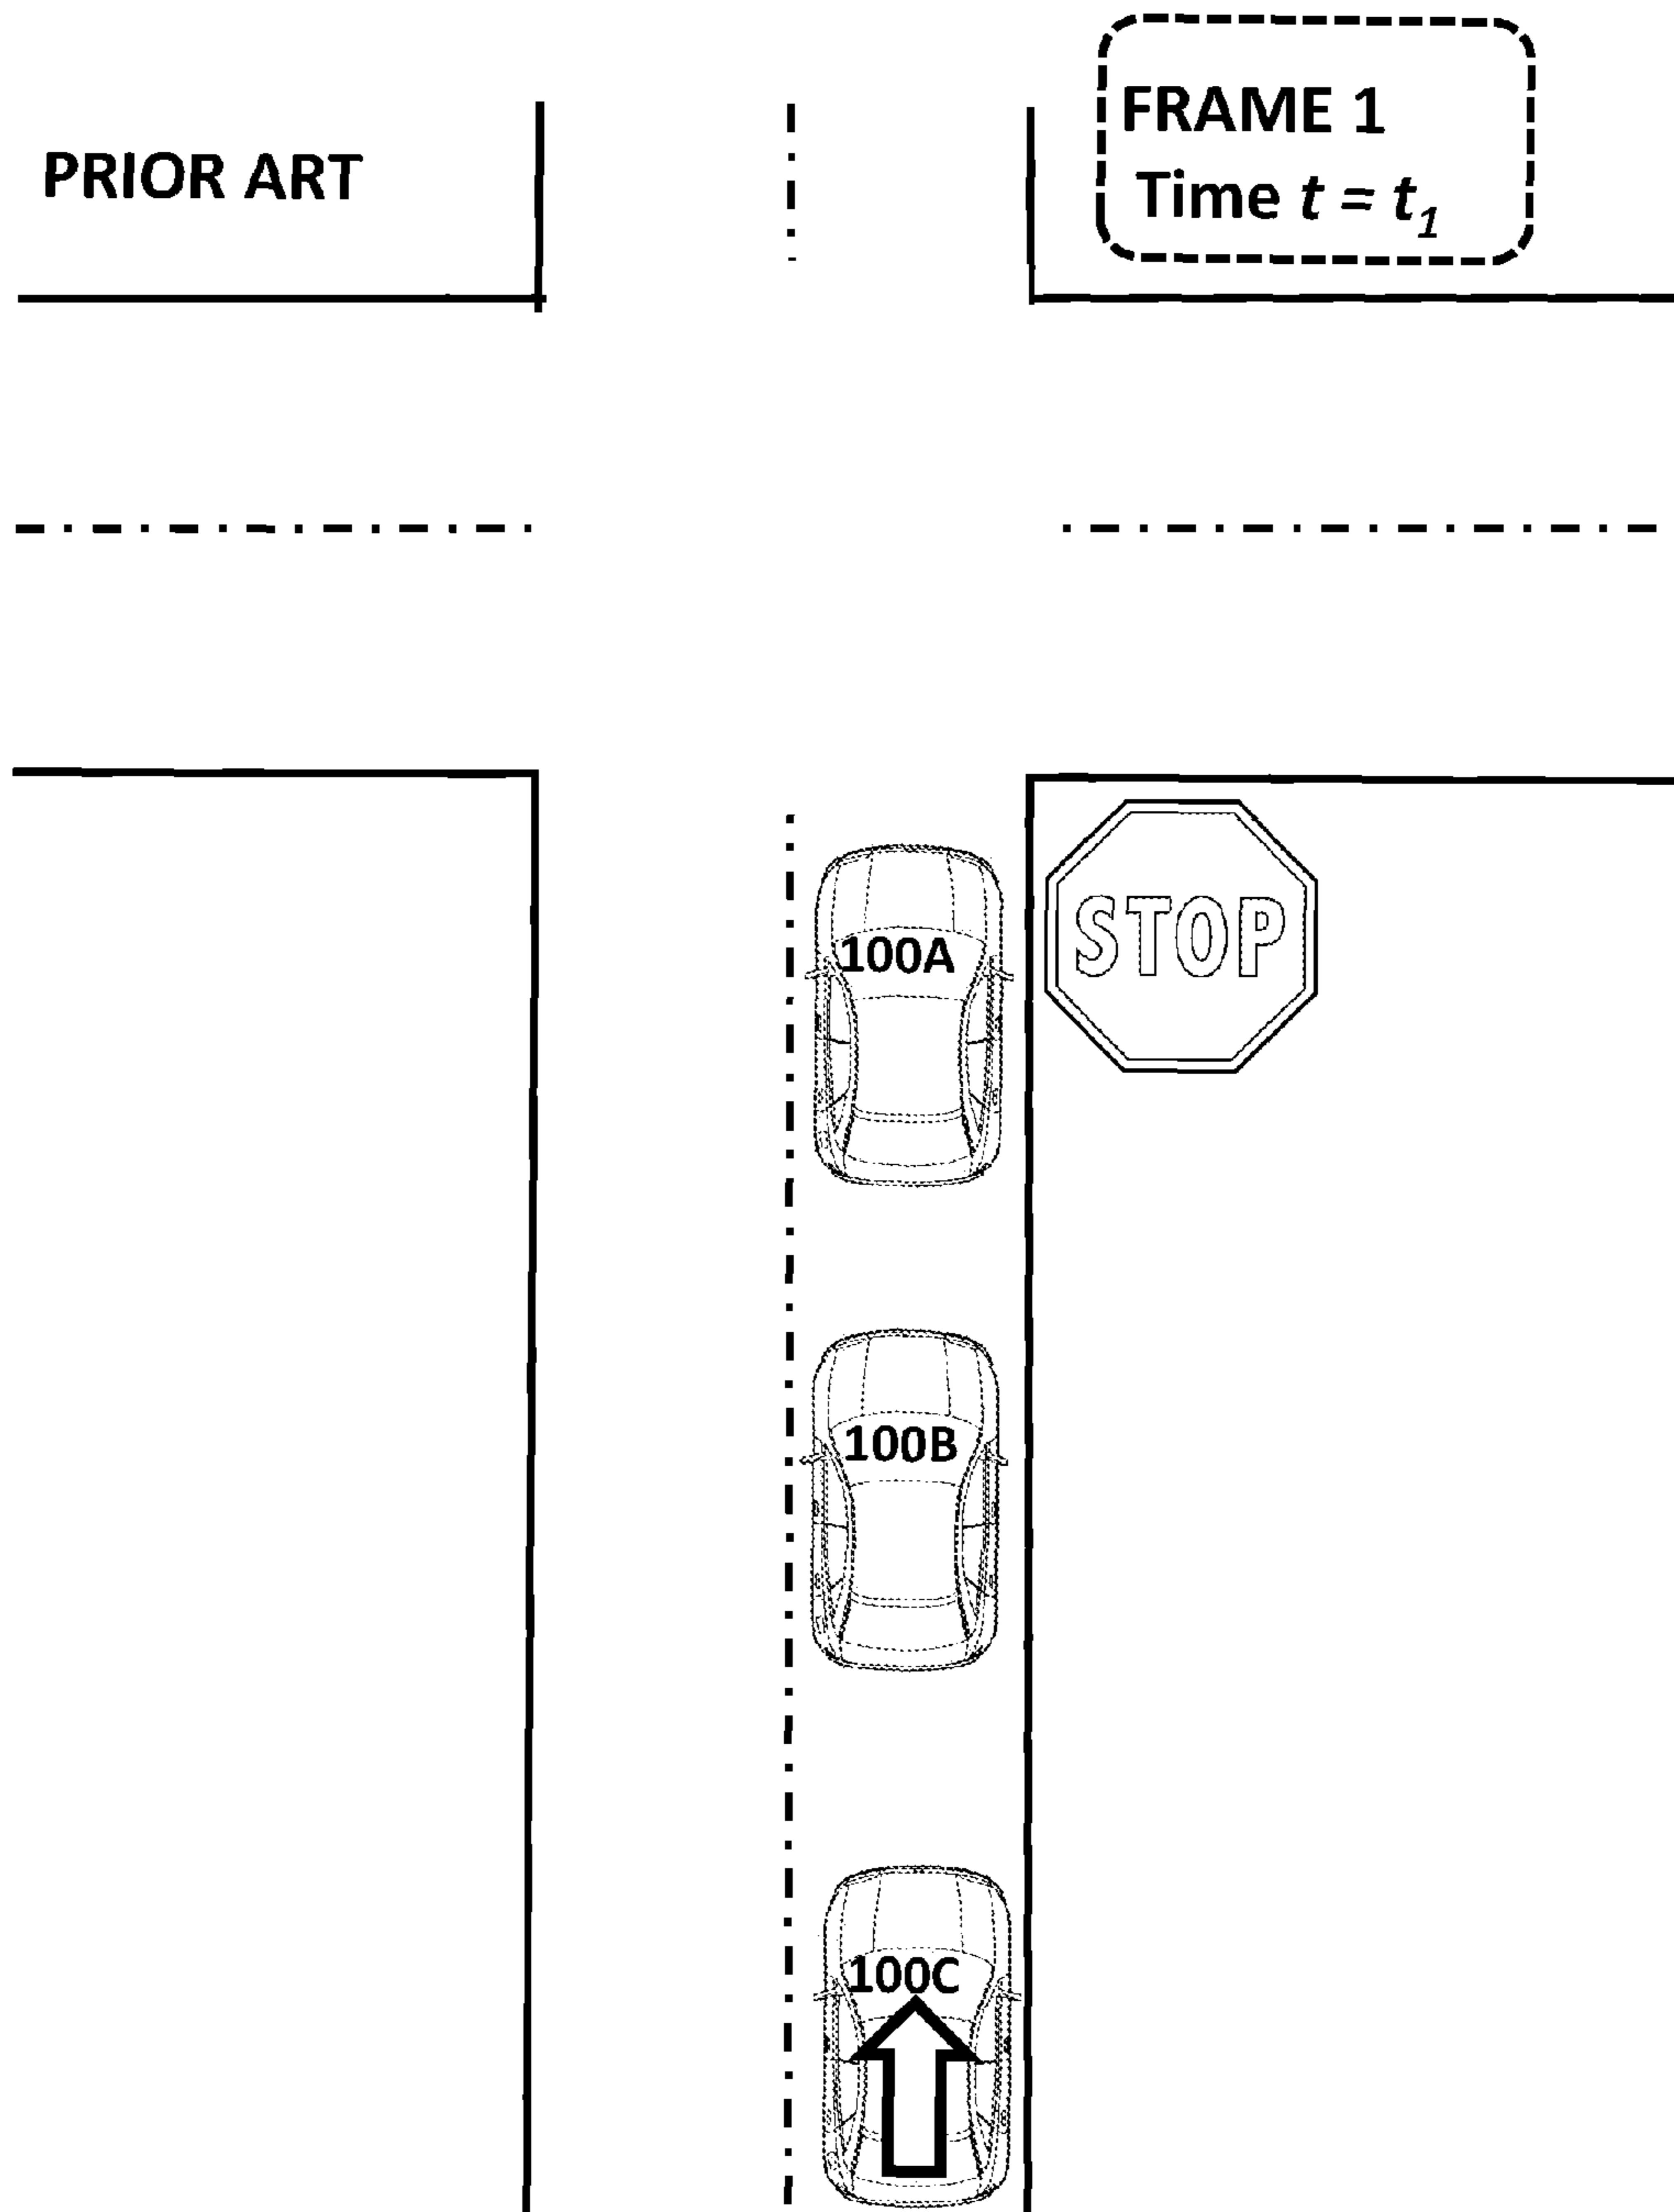 PRIOR ART
FRAME 1
Time t = t₁
STOP
100A
100B
100C